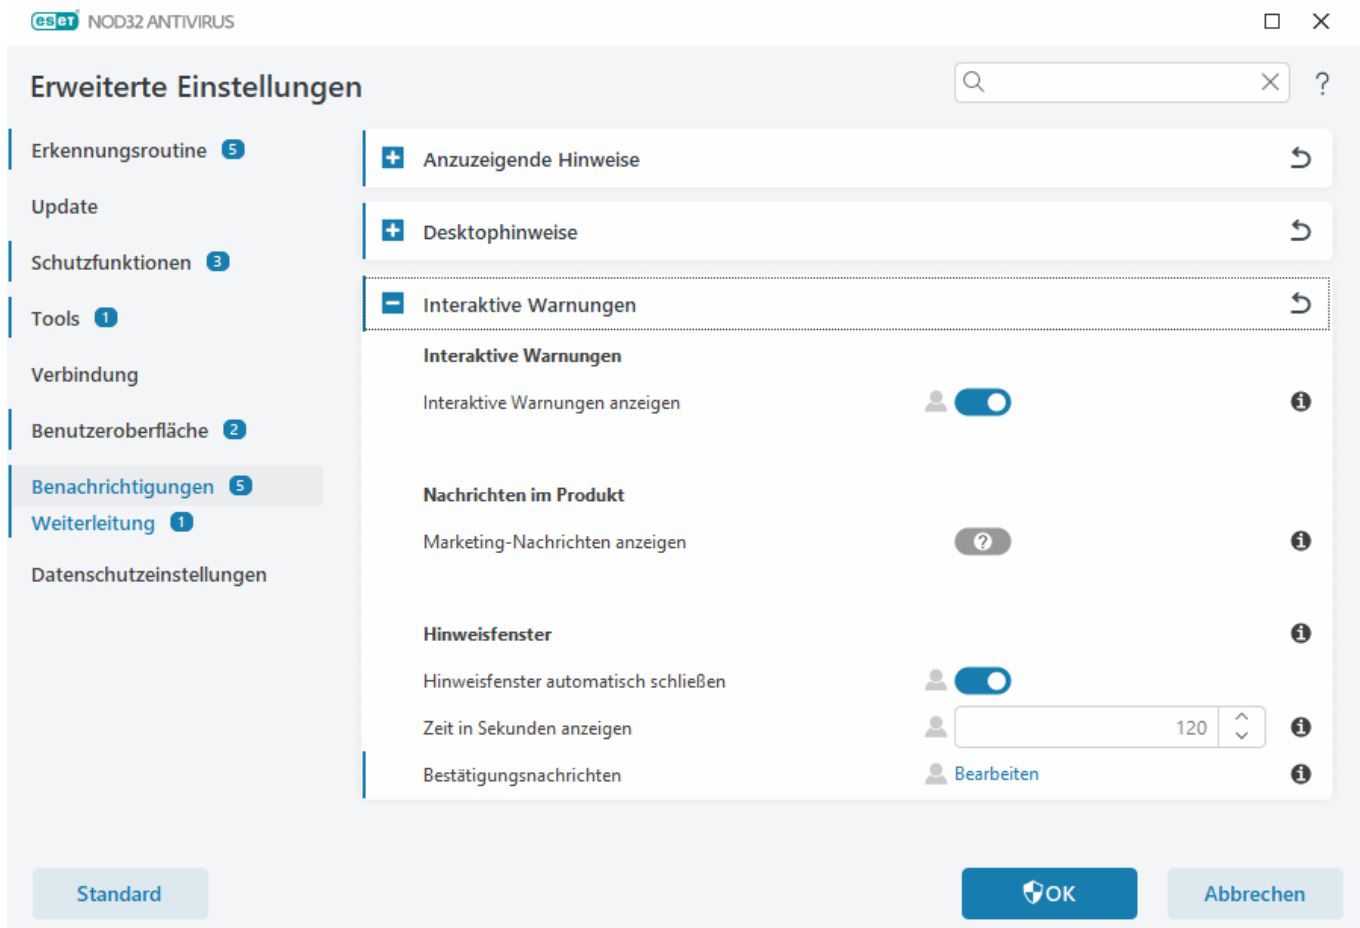 eset NOD32 ANTIVIRUS
Erweiterte Einstellungen
?
Erkennungsroutine 5
Update
Schutzfunktionen 3
Tools 1
Verbindung
Benutzeroberfläche 2
Benachrichtigungen 5
Weiterleitung 1
Datenschutzeinstellungen
Anzuzeigende Hinweise
Desktophinweise
Interaktive Warnungen
Interaktive Warnungen
Interaktive Warnungen anzeigen
Nachrichten im Produkt
Marketing-Nachrichten anzeigen ?
Hinweisfenster
Hinweisfenster automatisch schließen
Zeit in Sekunden anzeigen 120
Bestätigungsnachrichten Bearbeiten
Standard
OK
Abbrechen